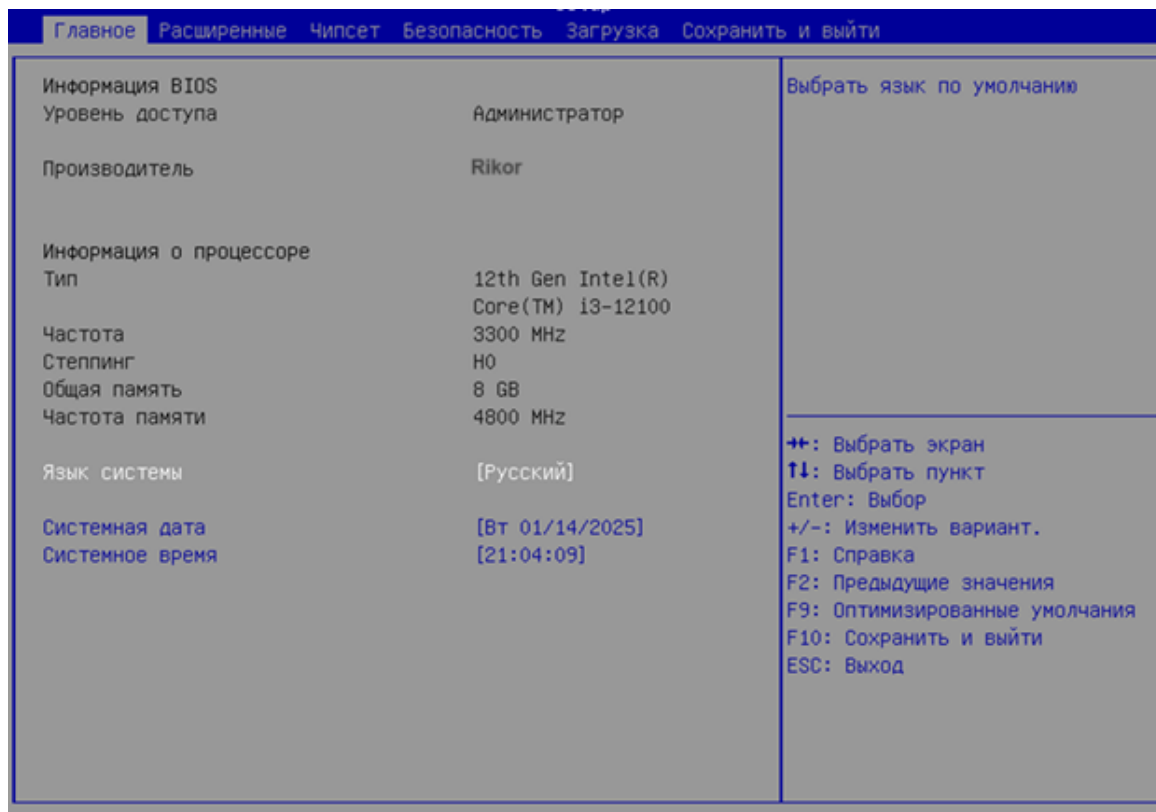 Главное Расширенные Чипсет Безопасность Загрузка Сохранить и выйти
Информация BIOS
Уровень доступа Администратор
Производитель Rikor
Информация о процессоре
Тип 12th Gen Intel(R)
Core(TM) i3-12100
Частота 3300 MHz
Степпинг H0
Общая память 8 GB
Частота памяти 4800 MHz
Язык системы [Русский]
Системная дата [Вт 01/14/2025]
Системное время [21:04:09]
Выбрать язык по умолчанию
→←: Выбрать экран
↑↓: Выбрать пункт
Enter: Выбор
+/-: Изменить вариант.
F1: Справка
F2: Предыдущие значения
F9: Оптимизированные умолчания
F10: Сохранить и выйти
ESC: Выход